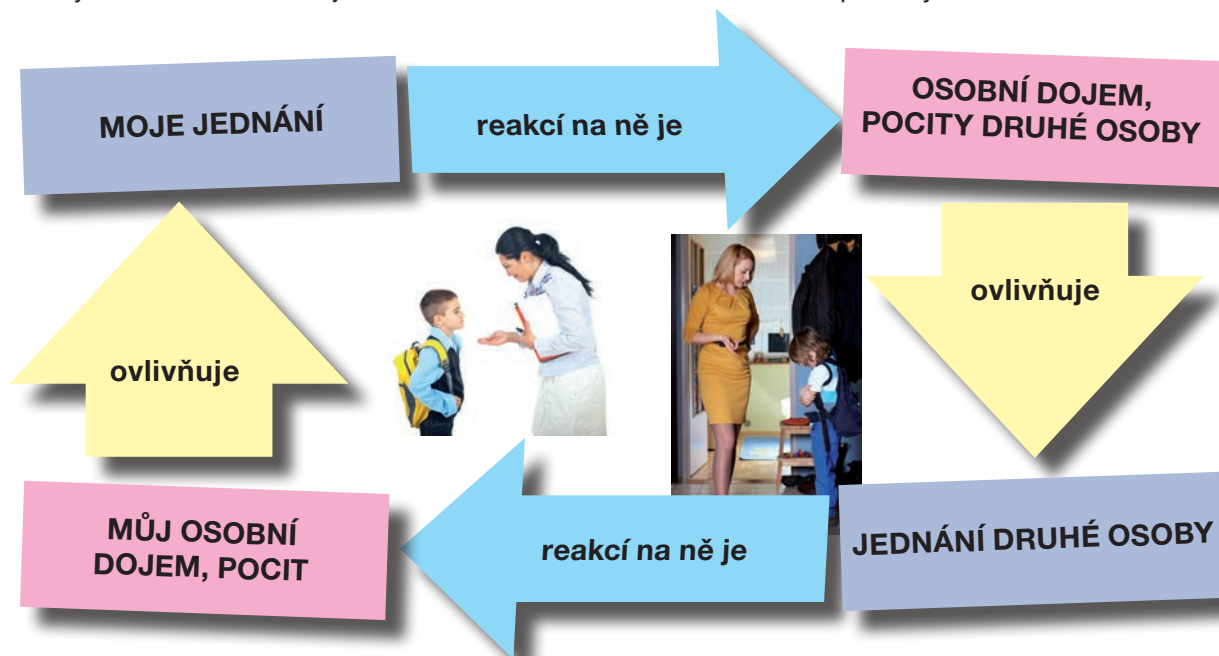 MOJE JEDNÁNÍ
reakcí na ně je
OSOBNÍ DOJEM,
POCITY DRUHÉ OSOBY
ovlivňuje
JEDNÁNÍ DRUHÉ OSOBY
reakcí na ně je
MŮJ OSOBNÍ
DOJEM, POCIT
ovlivňuje